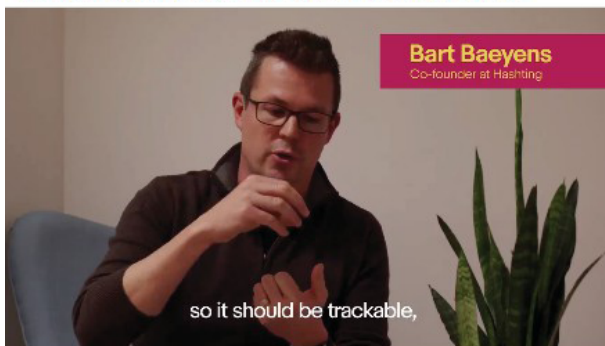 Bart Baeyens
Co-founder at Hashting
so it should be trackable,